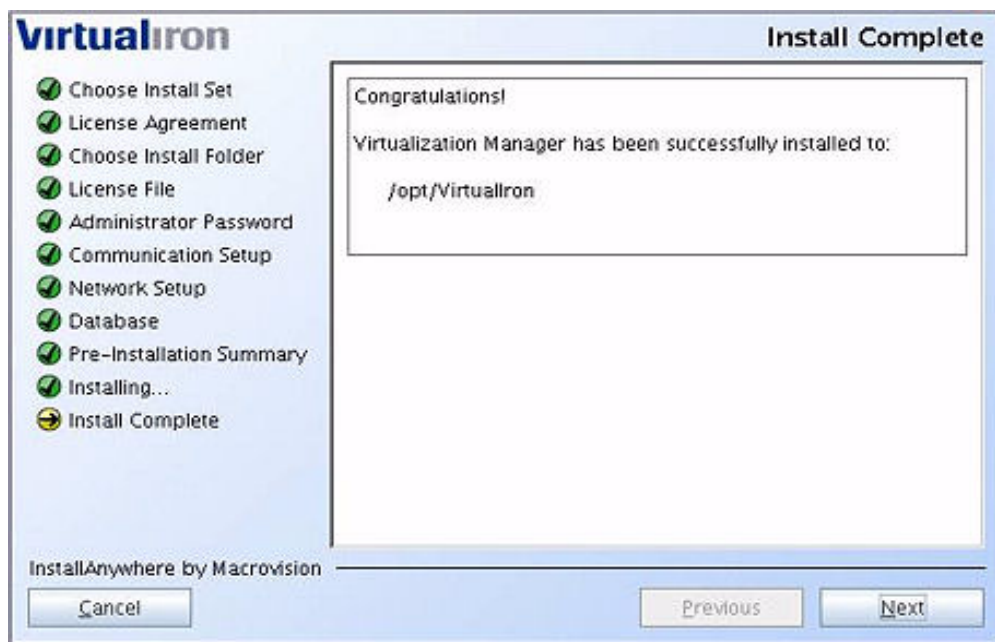 Virtualiron
Install Complete
Choose Install Set
License Agreement
Choose Install Folder
License File
Administrator Password
Communication Setup
Network Setup
Database
Pre-Installation Summary
Installing...
Install Complete
Congratulations!
Virtualization Manager has been successfully installed to:
/opt/VirtualIron
InstallAnywhere by Macrovision
Cancel
Previous
Next